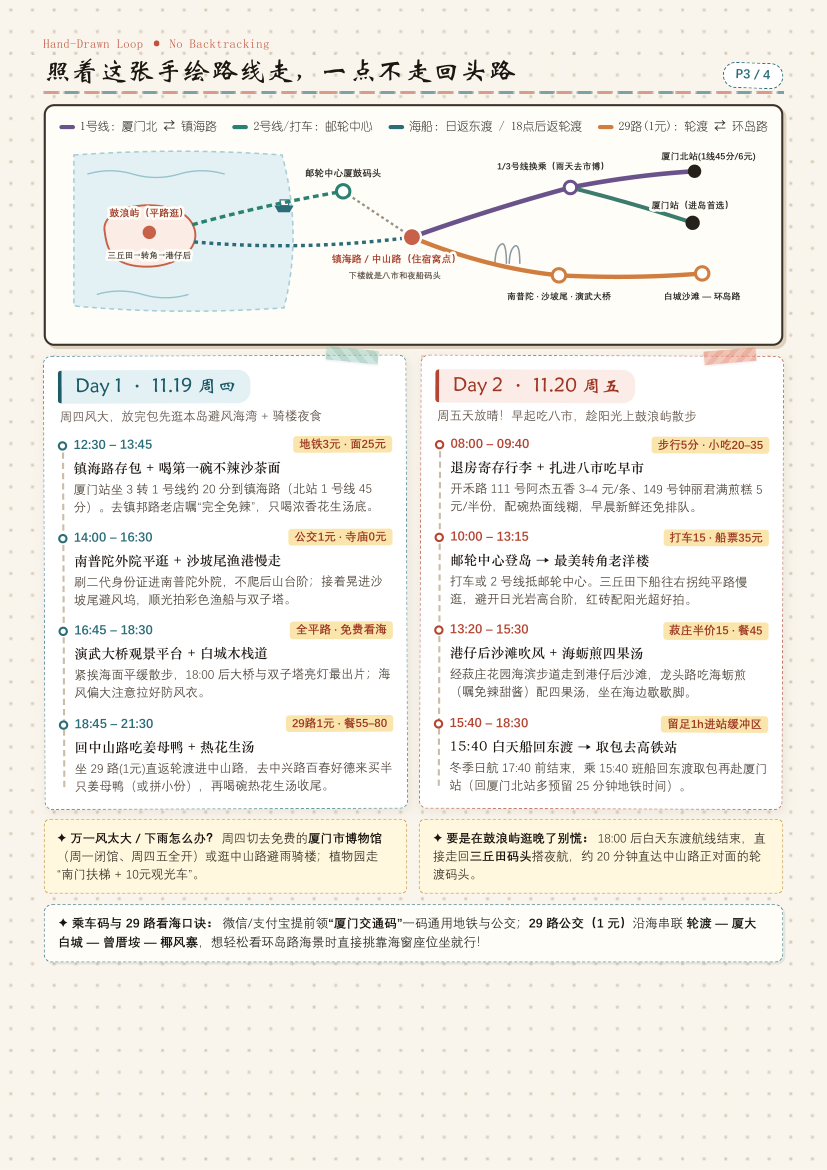 Hand-Drawn Loop • No Backtracking
照着这张手绘路线走，一点不走回头路
P3 / 4
1号线：厦门北 ⇄ 镇海路
2号线/打车：邮轮中心
海船：日返东渡 / 18点后返轮渡
29路(1元)：轮渡 ⇄ 环岛路
厦门北站(1线45分/6元)
1/3号线换乘（雨天去市博）
邮轮中心厦鼓码头
厦门站（进岛首选）
鼓浪屿（平路逛）
三丘田→转角→港仔后
镇海路 / 中山路（住宿窝点）
下楼就是八市和夜船码头
南普陀 · 沙坡尾 · 演武大桥
白城沙滩 — 环岛路
Day 1 · 11.19 周四
周四风大，放完包先逛本岛避风海湾 + 骑楼夜食
12:30 – 13:45
地铁3元 · 面25元
镇海路存包 + 喝第一碗不辣沙茶面
厦门站坐 3 转 1 号线约 20 分到镇海路（北站 1 号线 45
分）。去镇邦路老店嘱“完全免辣”，只喝浓香花生汤底。
14:00 – 16:30
公交1元 · 寺庙0元
南普陀外院平逛 + 沙坡尾渔港慢走
刷二代身份证进南普陀外院，不爬后山台阶；接着晃进沙
坡尾避风坞，顺光拍彩色渔船与双子塔。
16:45 – 18:30
全平路 · 免费看海
演武大桥观景平台 + 白城木栈道
紧挨海面平缓散步，18:00 后大桥与双子塔亮灯最出片；海
风偏大注意拉好防风衣。
18:45 – 21:30
29路1元 · 餐55–80
回中山路吃姜母鸭 + 热花生汤
坐 29 路(1元)直返轮渡进中山路，去中兴路百春好德来买半
只姜母鸭（或拼小份），再喝碗热花生汤收尾。
Day 2 · 11.20 周五
周五天放晴！早起吃八市，趁阳光上鼓浪屿散步
08:00 – 09:40
步行5分 · 小吃20–35
退房寄存行李 + 扎进八市吃早市
开禾路 111 号阿杰五香 3–4 元/条、149 号钟丽君满煎糕 5
元/半份，配碗热面线糊，早晨新鲜还免排队。
10:00 – 13:15
打车15 · 船票35元
邮轮中心登岛 → 最美转角老洋楼
打车或 2 号线抵邮轮中心。三丘田下船往右拐纯平路慢
逛，避开日光岩高台阶，红砖配阳光超好拍。
13:20 – 15:30
菽庄半价15 · 餐45
港仔后沙滩吹风 + 海蛎煎四果汤
经菽庄花园海滨步道走到港仔后沙滩，龙头路吃海蛎煎
（嘱免辣甜酱）配四果汤，坐在海边歇歇脚。
15:40 – 18:30
留足1h进站缓冲区
15:40 白天船回东渡 → 取包去高铁站
冬季日航 17:40 前结束，乘 15:40 班船回东渡取包再赴厦门
站（回厦门北站多预留 25 分钟地铁时间）。
✦ 万一风太大 / 下雨怎么办？ 周四切去免费的厦门市博物馆
（周一闭馆、周四五全开）或逛中山路避雨骑楼；植物园走
“南门扶梯 + 10元观光车”。
✦ 要是在鼓浪屿逛晚了别慌： 18:00 后白天东渡航线结束，直
接走回三丘田码头搭夜航，约 20 分钟直达中山路正对面的轮
渡码头。
✦ 乘车码与 29 路看海口诀： 微信/支付宝提前领“厦门交通码”一码通用地铁与公交；29 路公交（1 元）沿海串联 轮渡 — 厦大
白城 — 曾厝垵 — 椰风寨，想轻松看环岛路海景时直接挑靠海窗座位坐就行！